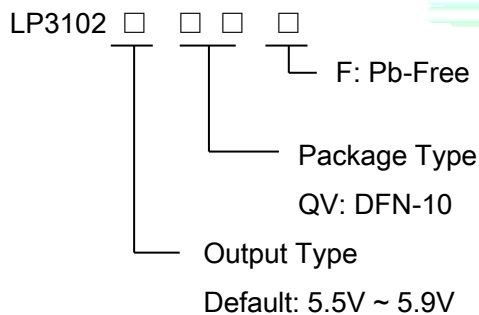 LP3102 □ □ □ □
F: Pb-Free
Package Type
QV: DFN-10
Output Type
Default: 5.5V ~ 5.9V